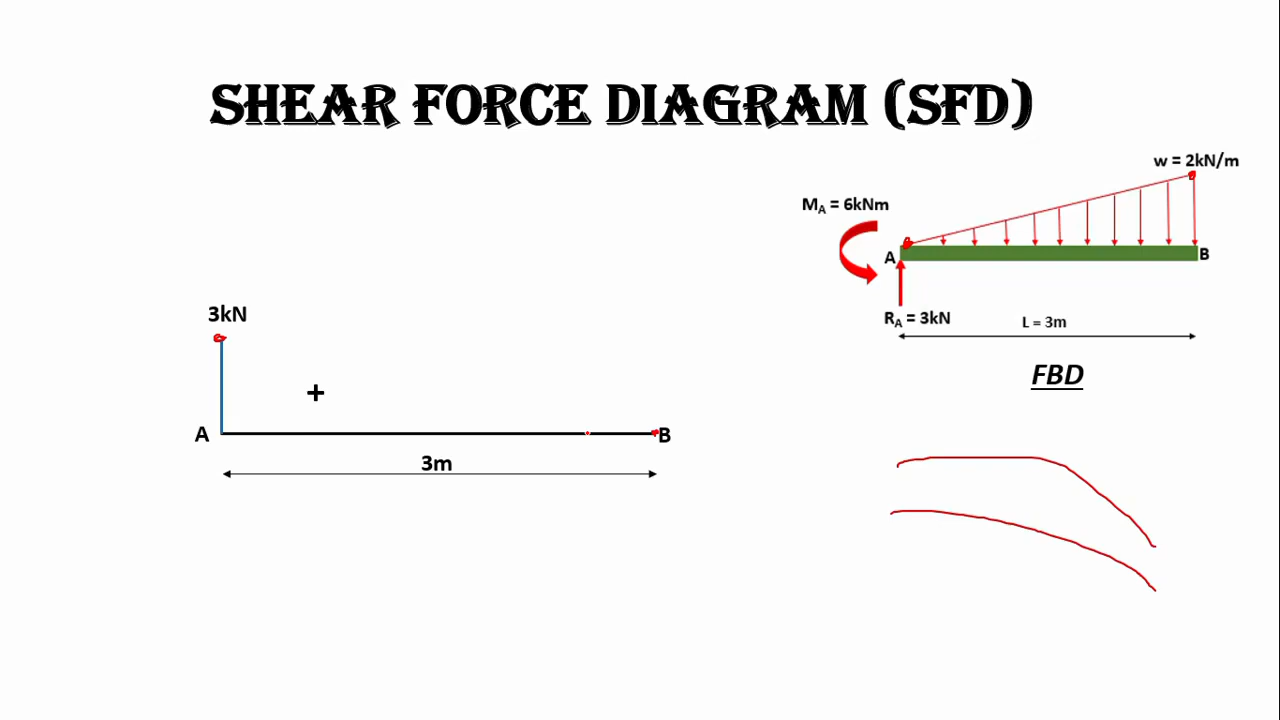 SHEAR FORCE DIAGRAM (SFD)
w = 2kN/m
MA = 6kNm
A
B
RA = 3kN
L = 3m
FBD
3kN
+
A
B
3m